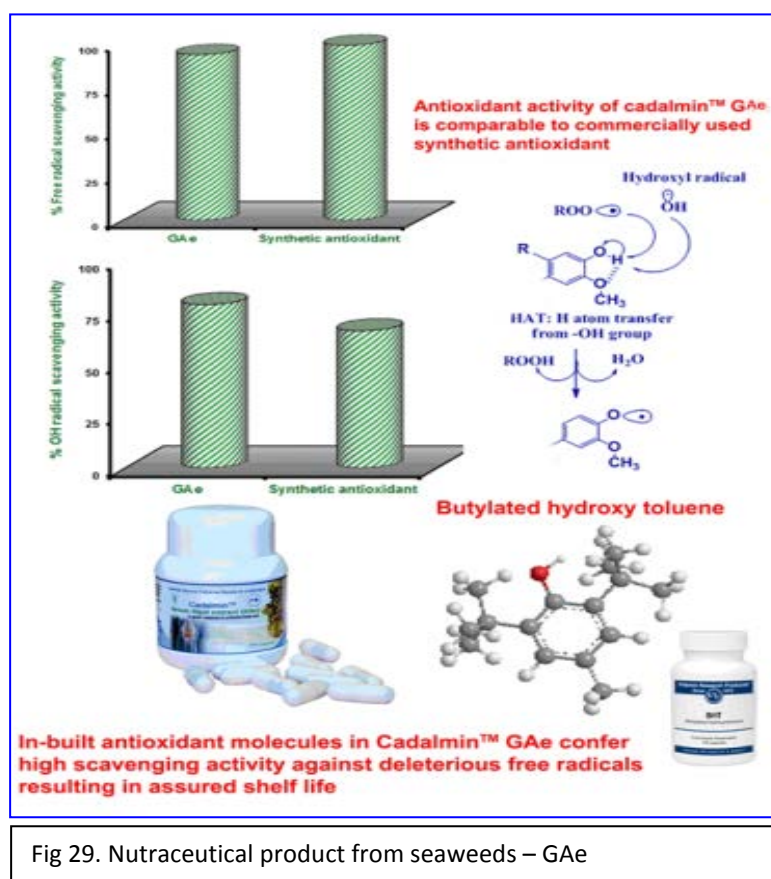 100
75
50
25
0
% Free radical scavenging activity
GAe
Synthetic antioxidant
Antioxidant activity of cadalmin™ GAe
is comparable to commercially used
synthetic antioxidant
Hydroxyl radical
ROO
OH
R
O
H
O
CH₃
HAT: H atom transfer
from -OH group
ROOH
H₂O
O
O
CH₃
100
75
50
25
0
% OH radical scavenging activity
GAe
Synthetic antioxidant
Butylated hydroxy toluene
Cadalmin™
BHT
In-built antioxidant molecules in Cadalmin™ GAe confer
high scavenging activity against deleterious free radicals
resulting in assured shelf life
Fig 29. Nutraceutical product from seaweeds – GAe